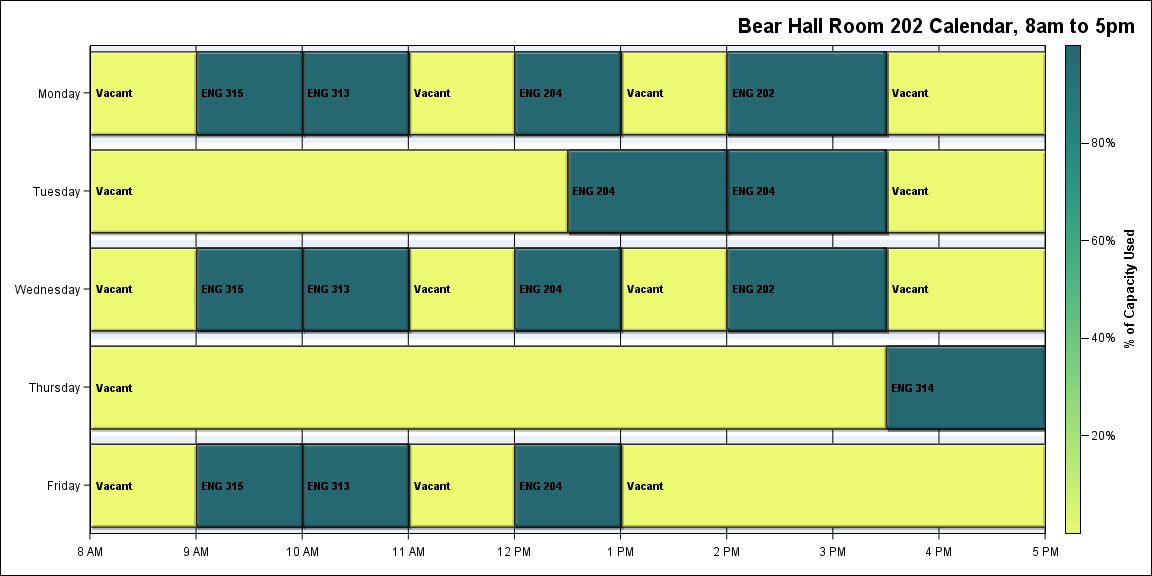 Bear Hall Room 202 Calendar, 8am to 5pm
Monday
Vacant
ENG 315
ENG 313
Vacant
ENG 204
Vacant
ENG 202
Vacant
Tuesday
Vacant
ENG 204
ENG 204
Vacant
Wednesday
Vacant
ENG 315
ENG 313
Vacant
ENG 204
Vacant
ENG 202
Vacant
Thursday
Vacant
ENG 314
Friday
Vacant
ENG 315
ENG 313
Vacant
ENG 204
Vacant
8 AM
9 AM
10 AM
11 AM
12 PM
1 PM
2 PM
3 PM
4 PM
5 PM
80%
60%
40%
20%
% of Capacity Used